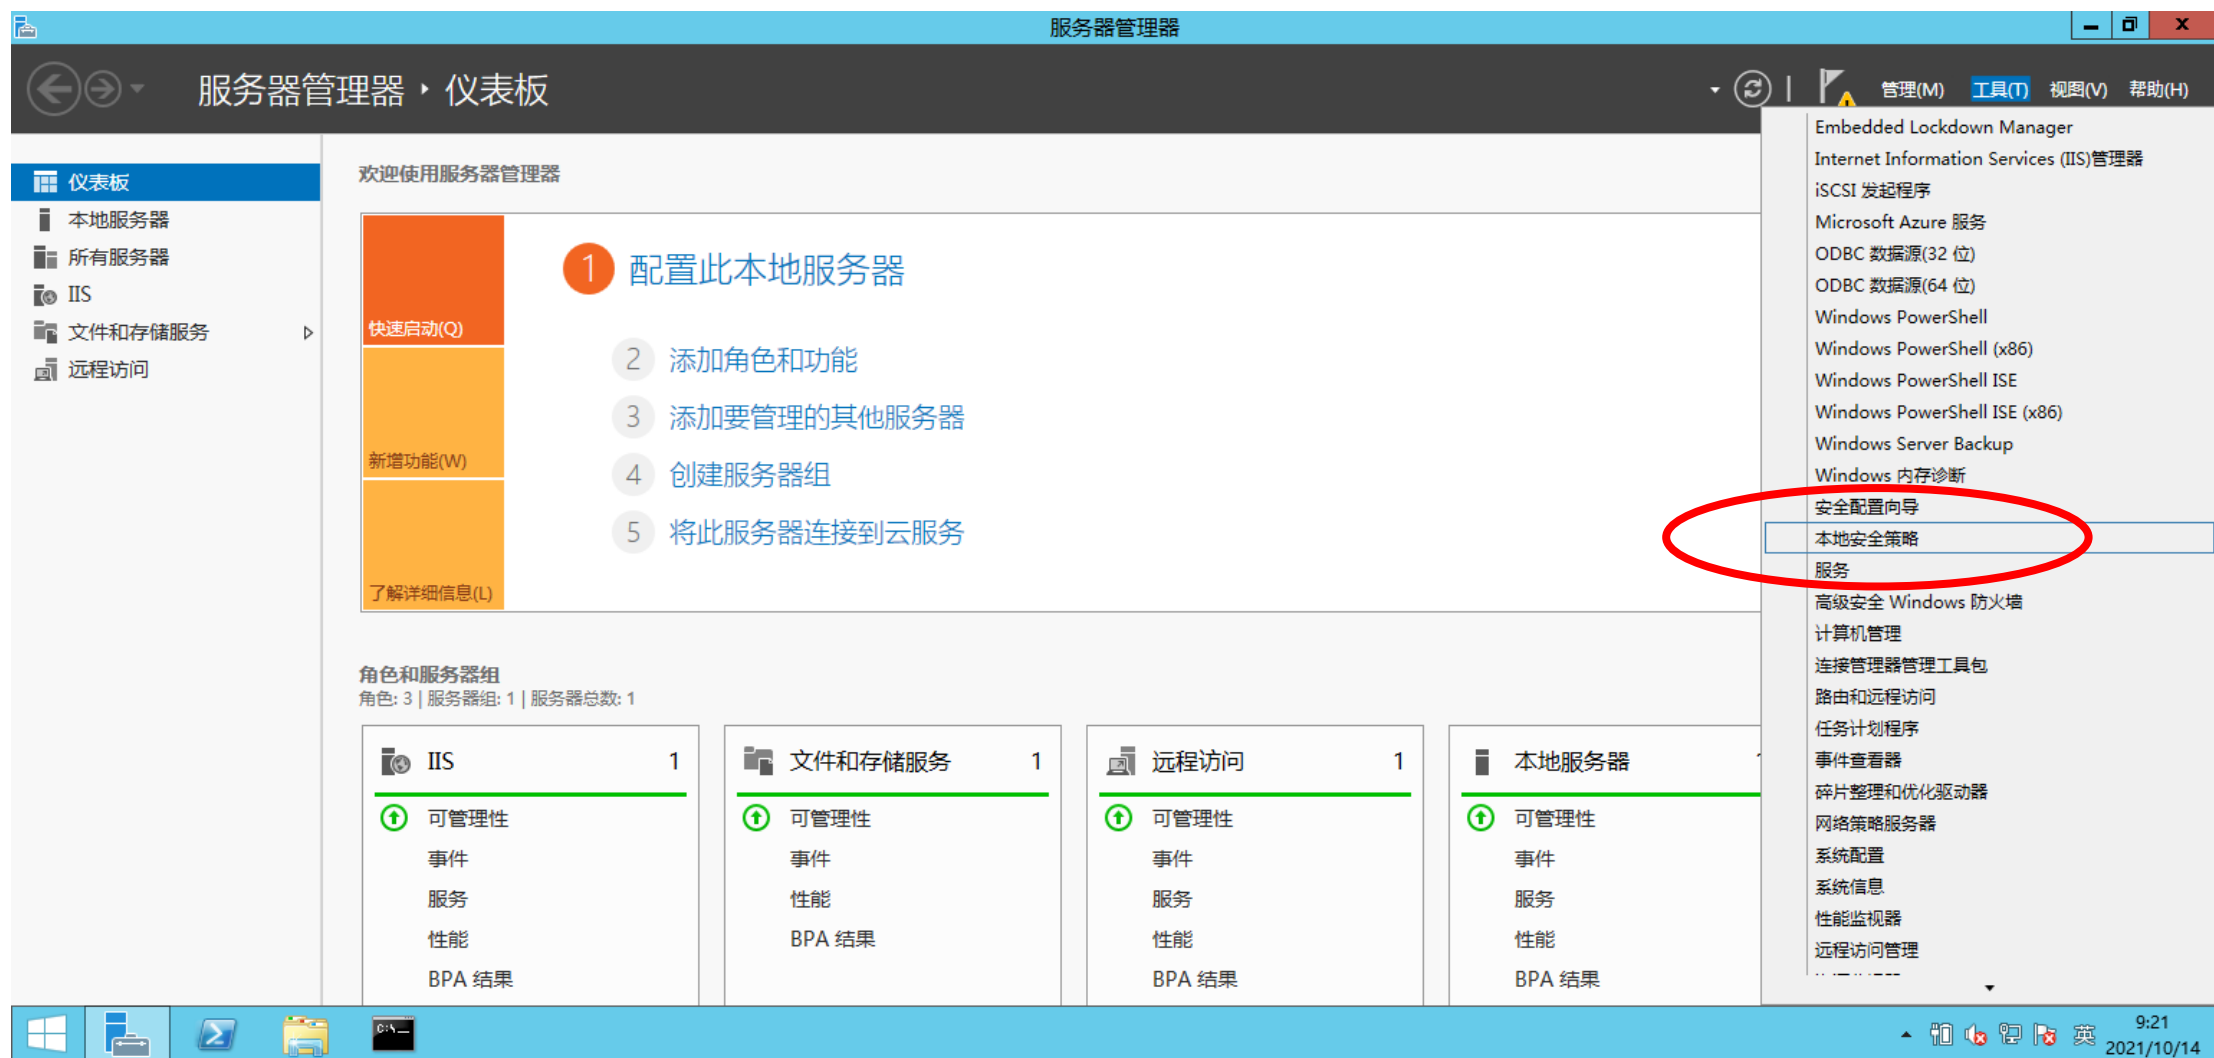 服务器管理器
服务器管理器 ‣ 仪表板
管理(M) 工具(T) 视图(V) 帮助(H)
仪表板
本地服务器
所有服务器
IIS
文件和存储服务
远程访问
欢迎使用服务器管理器
快速启动(Q)
新增功能(W)
了解详细信息(L)
1 配置此本地服务器
2 添加角色和功能
3 添加要管理的其他服务器
4 创建服务器组
5 将此服务器连接到云服务
角色和服务器组
角色: 3 | 服务器组: 1 | 服务器总数: 1
IIS 1
可管理性
事件
服务
性能
BPA 结果
文件和存储服务 1
可管理性
事件
性能
BPA 结果
远程访问 1
可管理性
事件
服务
性能
BPA 结果
本地服务器
可管理性
事件
服务
性能
BPA 结果
Embedded Lockdown Manager
Internet Information Services (IIS)管理器
iSCSI 发起程序
Microsoft Azure 服务
ODBC 数据源(32 位)
ODBC 数据源(64 位)
Windows PowerShell
Windows PowerShell (x86)
Windows PowerShell ISE
Windows PowerShell ISE (x86)
Windows Server Backup
Windows 内存诊断
安全配置向导
本地安全策略
服务
高级安全 Windows 防火墙
计算机管理
连接管理器管理工具包
路由和远程访问
任务计划程序
事件查看器
碎片整理和优化驱动器
网络策略服务器
系统配置
系统信息
性能监视器
远程访问管理
英
9:21
2021/10/14